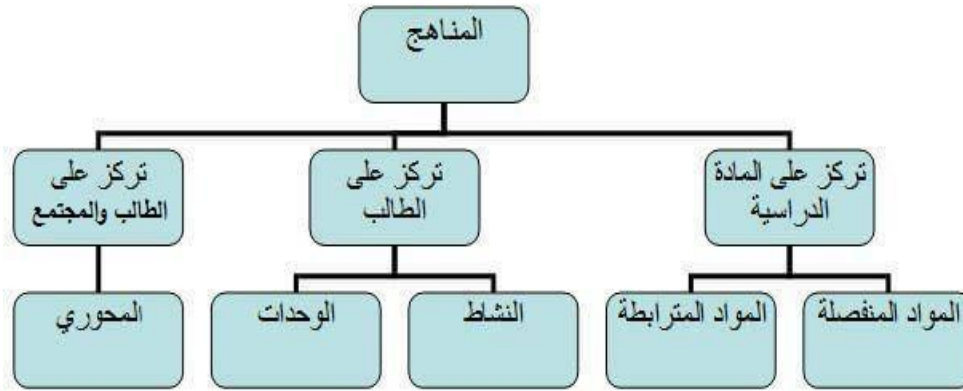 المناهج
تركز على المادة
الدراسية
تركز على
الطالب
تركز على
الطالب والمجتمع
المواد المنفصلة
المواد المترابطة
النشاط
الوحدات
المحوري